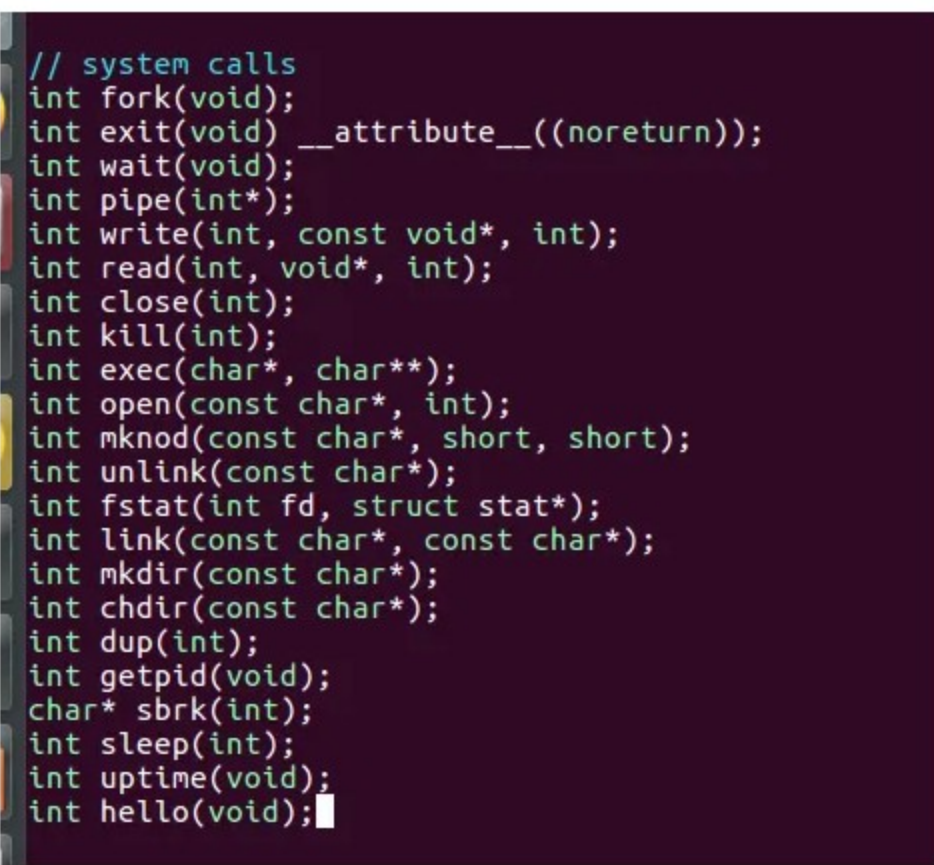 // system calls
int fork(void);
int exit(void) __attribute__((noreturn));
int wait(void);
int pipe(int*);
int write(int, const void*, int);
int read(int, void*, int);
int close(int);
int kill(int);
int exec(char*, char**);
int open(const char*, int);
int mknod(const char*, short, short);
int unlink(const char*);
int fstat(int fd, struct stat*);
int link(const char*, const char*);
int mkdir(const char*);
int chdir(const char*);
int dup(int);
int getpid(void);
char* sbrk(int);
int sleep(int);
int uptime(void);
int hello(void);